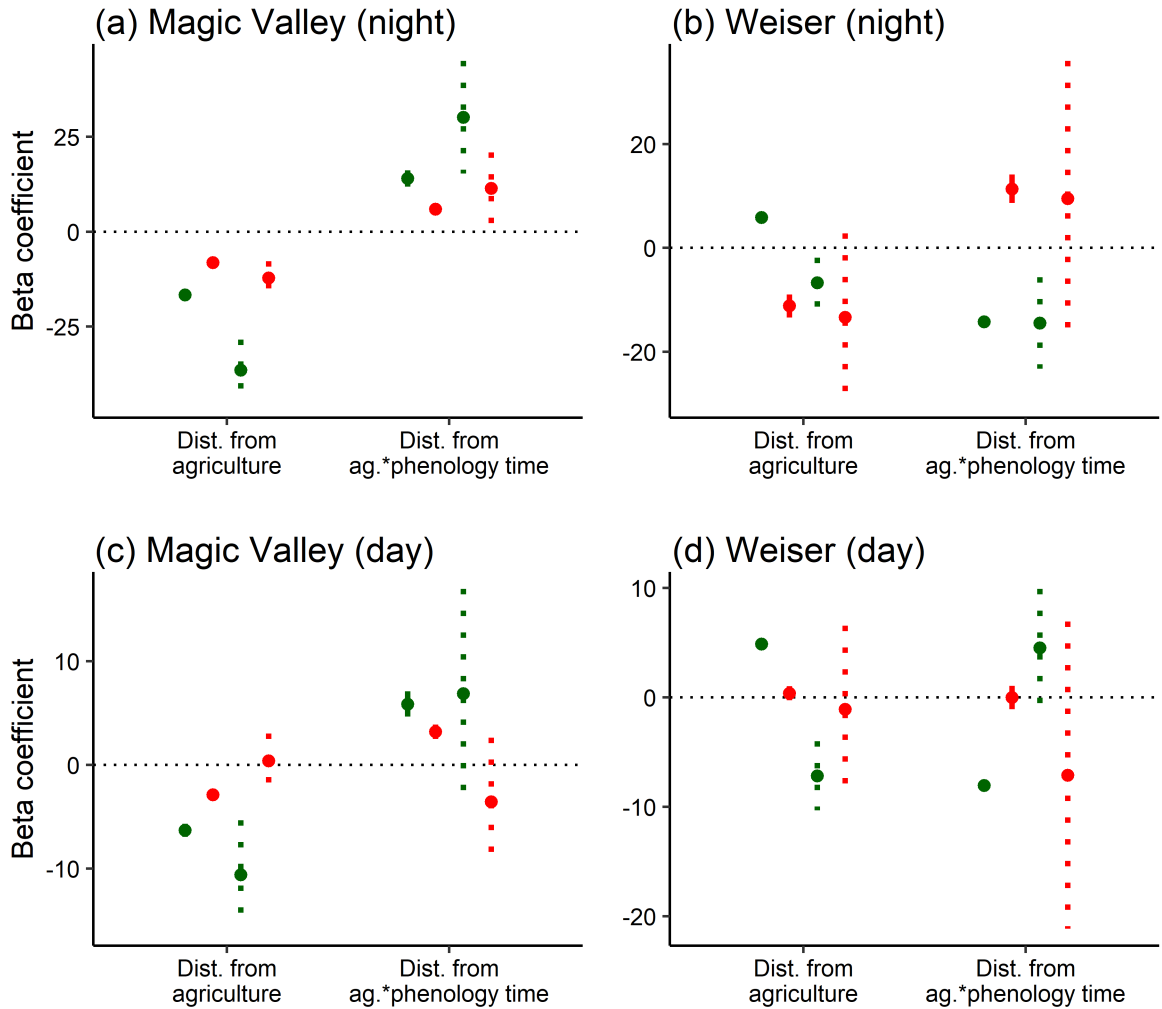 (a) Magic Valley (night)
Beta coefficient
25
0
-25
Dist. from
agriculture
Dist. from
ag.*phenology time
(b) Weiser (night)
20
0
-20
Dist. from
agriculture
Dist. from
ag.*phenology time
(c) Magic Valley (day)
Beta coefficient
10
0
-10
Dist. from
agriculture
Dist. from
ag.*phenology time
(d) Weiser (day)
10
0
-10
-20
Dist. from
agriculture
Dist. from
ag.*phenology time